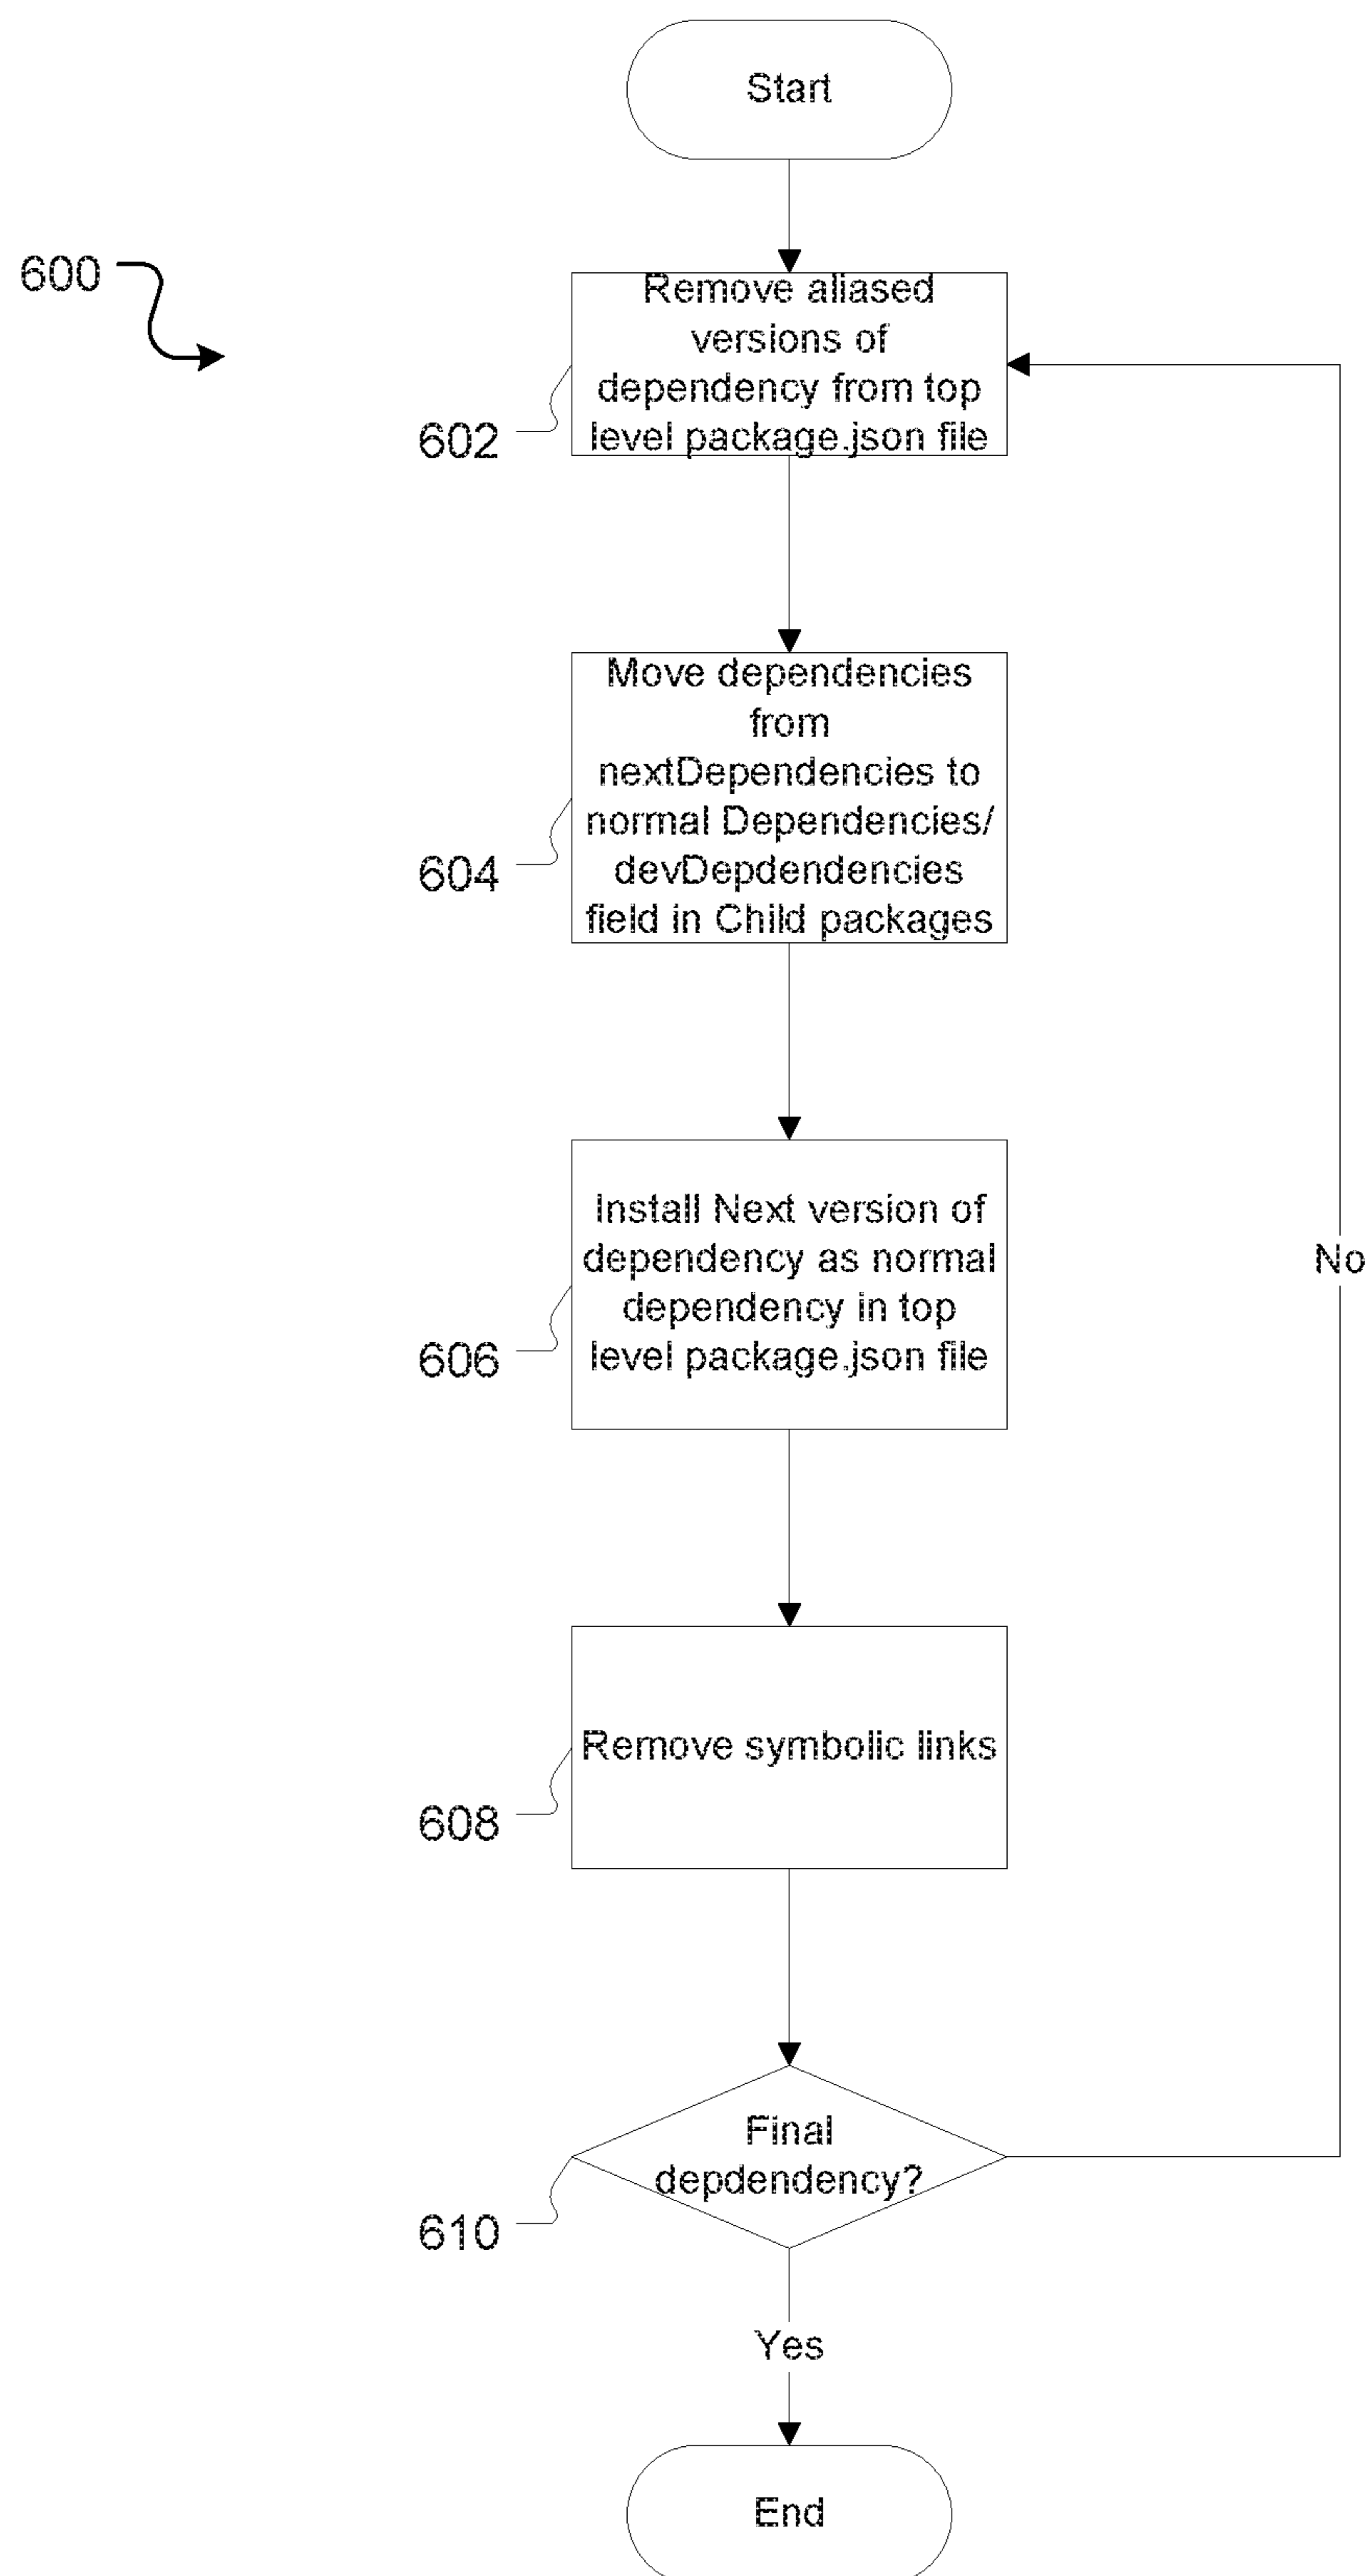 Start
600
Remove aliased
versions of
dependency from top
level package.json file
602
Move dependencies
from
nextDependencies to
normal Dependencies/
devDepdendencies
field in Child packages
604
Install Next version of
dependency as normal
dependency in top
level package.json file
606
No
Remove symbolic links
608
Final
depdendency?
610
Yes
End